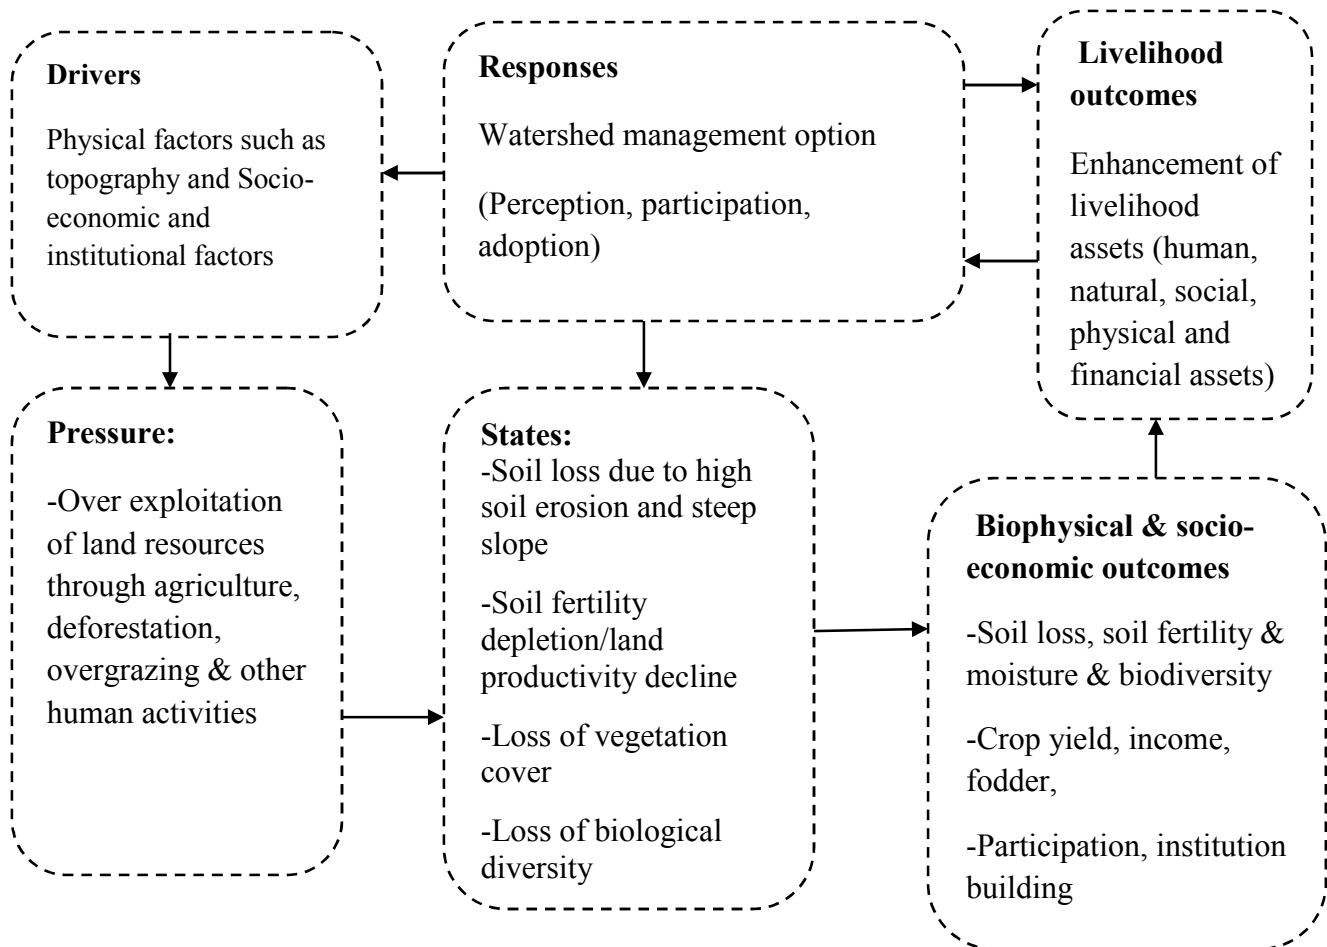 Drivers
Physical factors such as
topography and Socio-
economic and
institutional factors
Responses
Watershed management option
(Perception, participation,
adoption)
Livelihood
outcomes
Enhancement of
livelihood
assets (human,
natural, social,
physical and
financial assets)
Pressure:
-Over exploitation
of land resources
through agriculture,
deforestation,
overgrazing & other
human activities
States:
-Soil loss due to high
soil erosion and steep
slope
-Soil fertility
depletion/land
productivity decline
-Loss of vegetation
cover
-Loss of biological
diversity
Biophysical & socio-
economic outcomes
-Soil loss, soil fertility &
moisture & biodiversity
-Crop yield, income,
fodder,
-Participation, institution
building